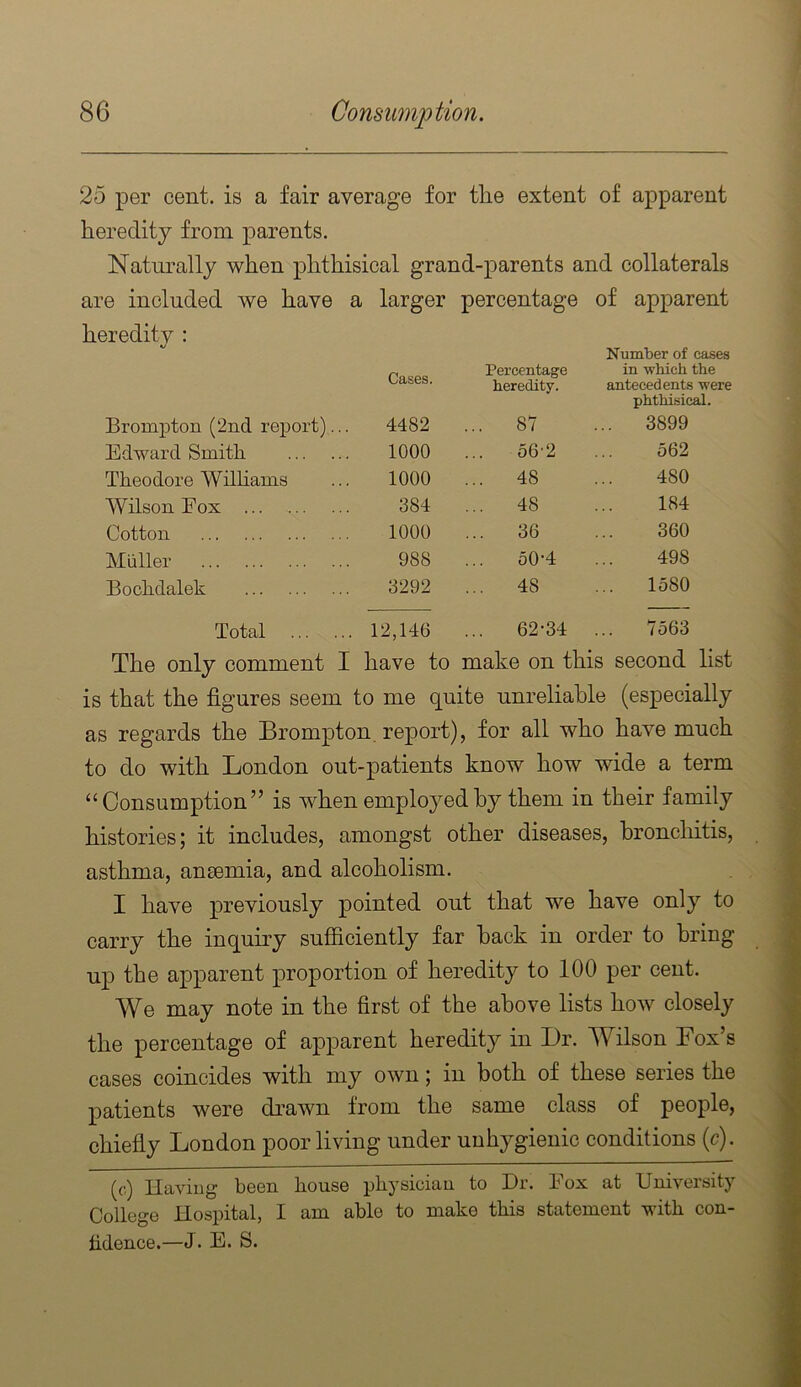 86 Consumption.
25 per cent. is a fair average for the extent of apparent
heredity from parents.
Naturally when phthisical grand-parents and collaterals
are included we have a larger percentage of apparent
heredity :
Cases. Percentage heredity. Number of cases in which the antecedents were phthisical.
Brompton (2nd report)... 4482 ... 87 ... 3899
Edward Smith ... ... 1000 ... 56·2 ... 562
Theodore Williams ... 1000 ... 48 ... 480
Wilson Fox ... ... ... 384 ... 48 ... 184
Cotton ... ... ... ... 1000 ... 36 ... 360
Müller ... ... ... ... 988 ... 50·4 ... 498
Bochdalek ... ... ... 3292 ... 48 ... 1580
Total ... ... 12,146 ... 62·34 ... 7563
The only comment I have to make on this second list
is that the figures seem to me quite unreliable (especially
as regards the Brompton report), for all who have much
to do with London out-patients know how wide a term
“Consumption” is when employed by them in their family
histories; it includes, amongst other diseases, bronchitis,
asthma, anæmia, and alcoholism.
I have previously pointed out that we have only to
carry the inquiry sufficiently far back in order to bring
up the apparent proportion of heredity to 100 per cent.
We may note in the first of the above lists how closely
the percentage of apparent heredity in Dr. Wilson Fox’s
cases coincides with my own; in both of these series the
patients were drawn from the same class of people,
chiefly London poor living under unhygienic conditions (c).
(c) Having been house physician to Dr. Fox at University
College Hospital, I am able to make this statement with con-
fidence.—J. E. S.